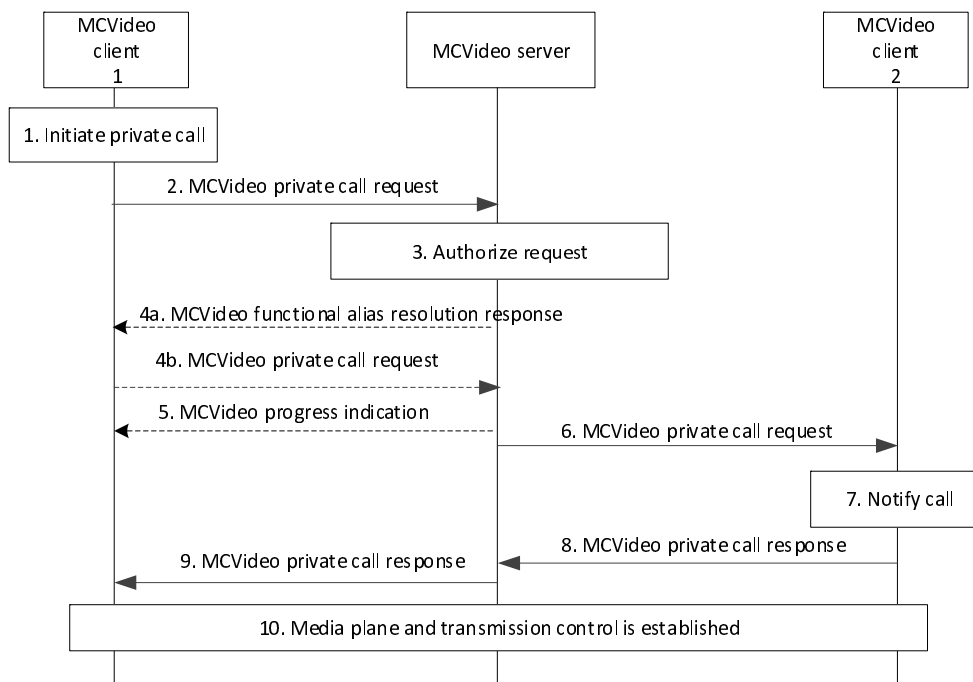 MCVideo
client
1
MCVideo server
MCVideo
client
2
1. Initiate private call
2. MCVideo private call request
3. Authorize request
4a. MCVideo functional alias resolution response
4b. MCVideo private call request
5. MCVideo progress indication
6. MCVideo private call request
7. Notify call
8. MCVideo private call response
9. MCVideo private call response
10. Media plane and transmission control is established